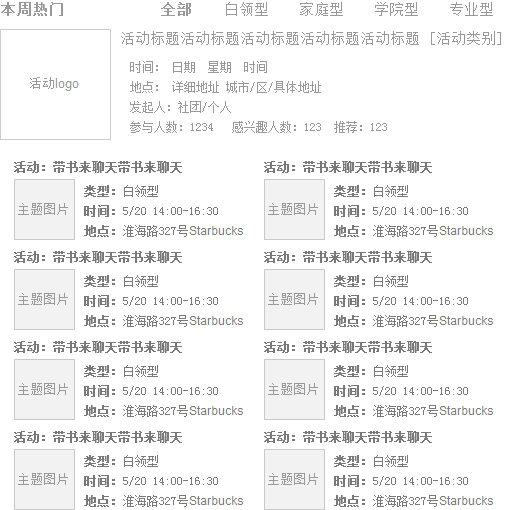 本周热门 全部 白领型 家庭型 学院型 专业型
活动标题活动标题活动标题活动标题活动标题 [活动类别]
活动logo
时间： 日期 星期 时间
地点： 详细地址 城市/区/具体地址
发起人：社团/个人
参与人数：1234 感兴趣人数：123 推荐：123
活动：带书来聊天带书来聊天
主题图片
类型：白领型
时间：5/20 14:00-16:30
地点：淮海路327号Starbucks
活动：带书来聊天带书来聊天
主题图片
类型：白领型
时间：5/20 14:00-16:30
地点：淮海路327号Starbucks
活动：带书来聊天带书来聊天
主题图片
类型：白领型
时间：5/20 14:00-16:30
地点：淮海路327号Starbucks
活动：带书来聊天带书来聊天
主题图片
类型：白领型
时间：5/20 14:00-16:30
地点：淮海路327号Starbucks
活动：带书来聊天带书来聊天
主题图片
类型：白领型
时间：5/20 14:00-16:30
地点：淮海路327号Starbucks
活动：带书来聊天带书来聊天
主题图片
类型：白领型
时间：5/20 14:00-16:30
地点：淮海路327号Starbucks
活动：带书来聊天带书来聊天
主题图片
类型：白领型
时间：5/20 14:00-16:30
地点：淮海路327号Starbucks
活动：带书来聊天带书来聊天
主题图片
类型：白领型
时间：5/20 14:00-16:30
地点：淮海路327号Starbucks